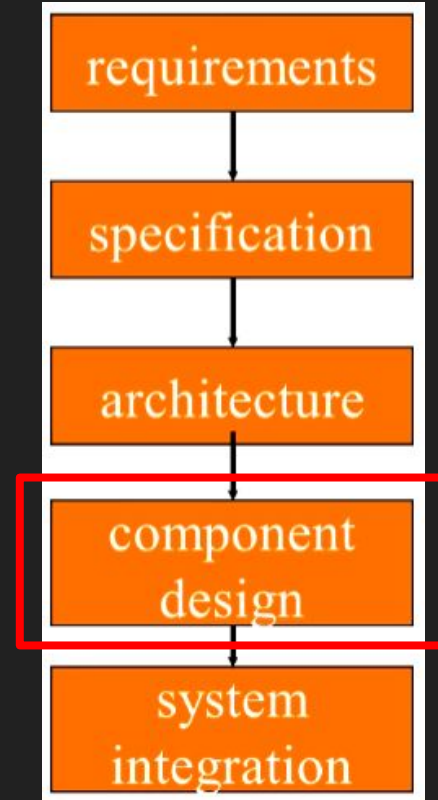 requirements
specification
architecture
component
design
system
integration